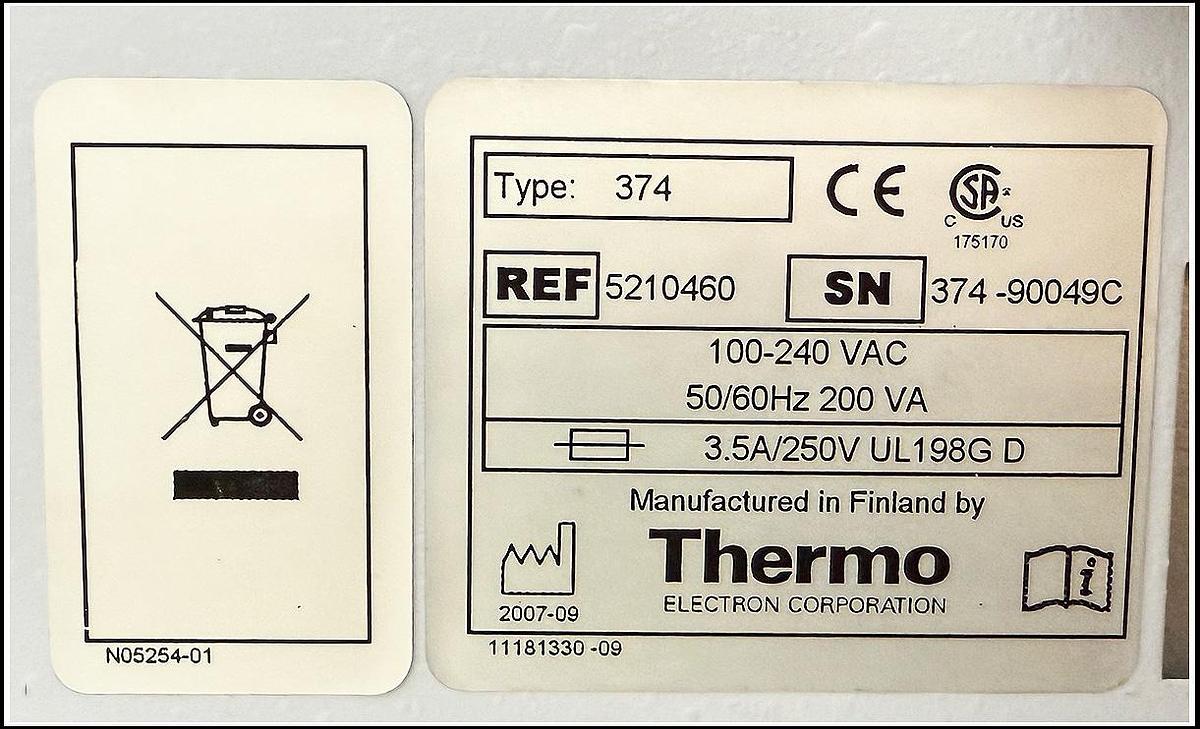 N05254-01
Type: 374
CE
CSA
C US
175170
REF 5210460 SN 374 -90049C
100-240 VAC
50/60Hz 200 VA
3.5A/250V UL198G D
Manufactured in Finland by
Thermo
ELECTRON CORPORATION
2007-09
i
11181330 -09